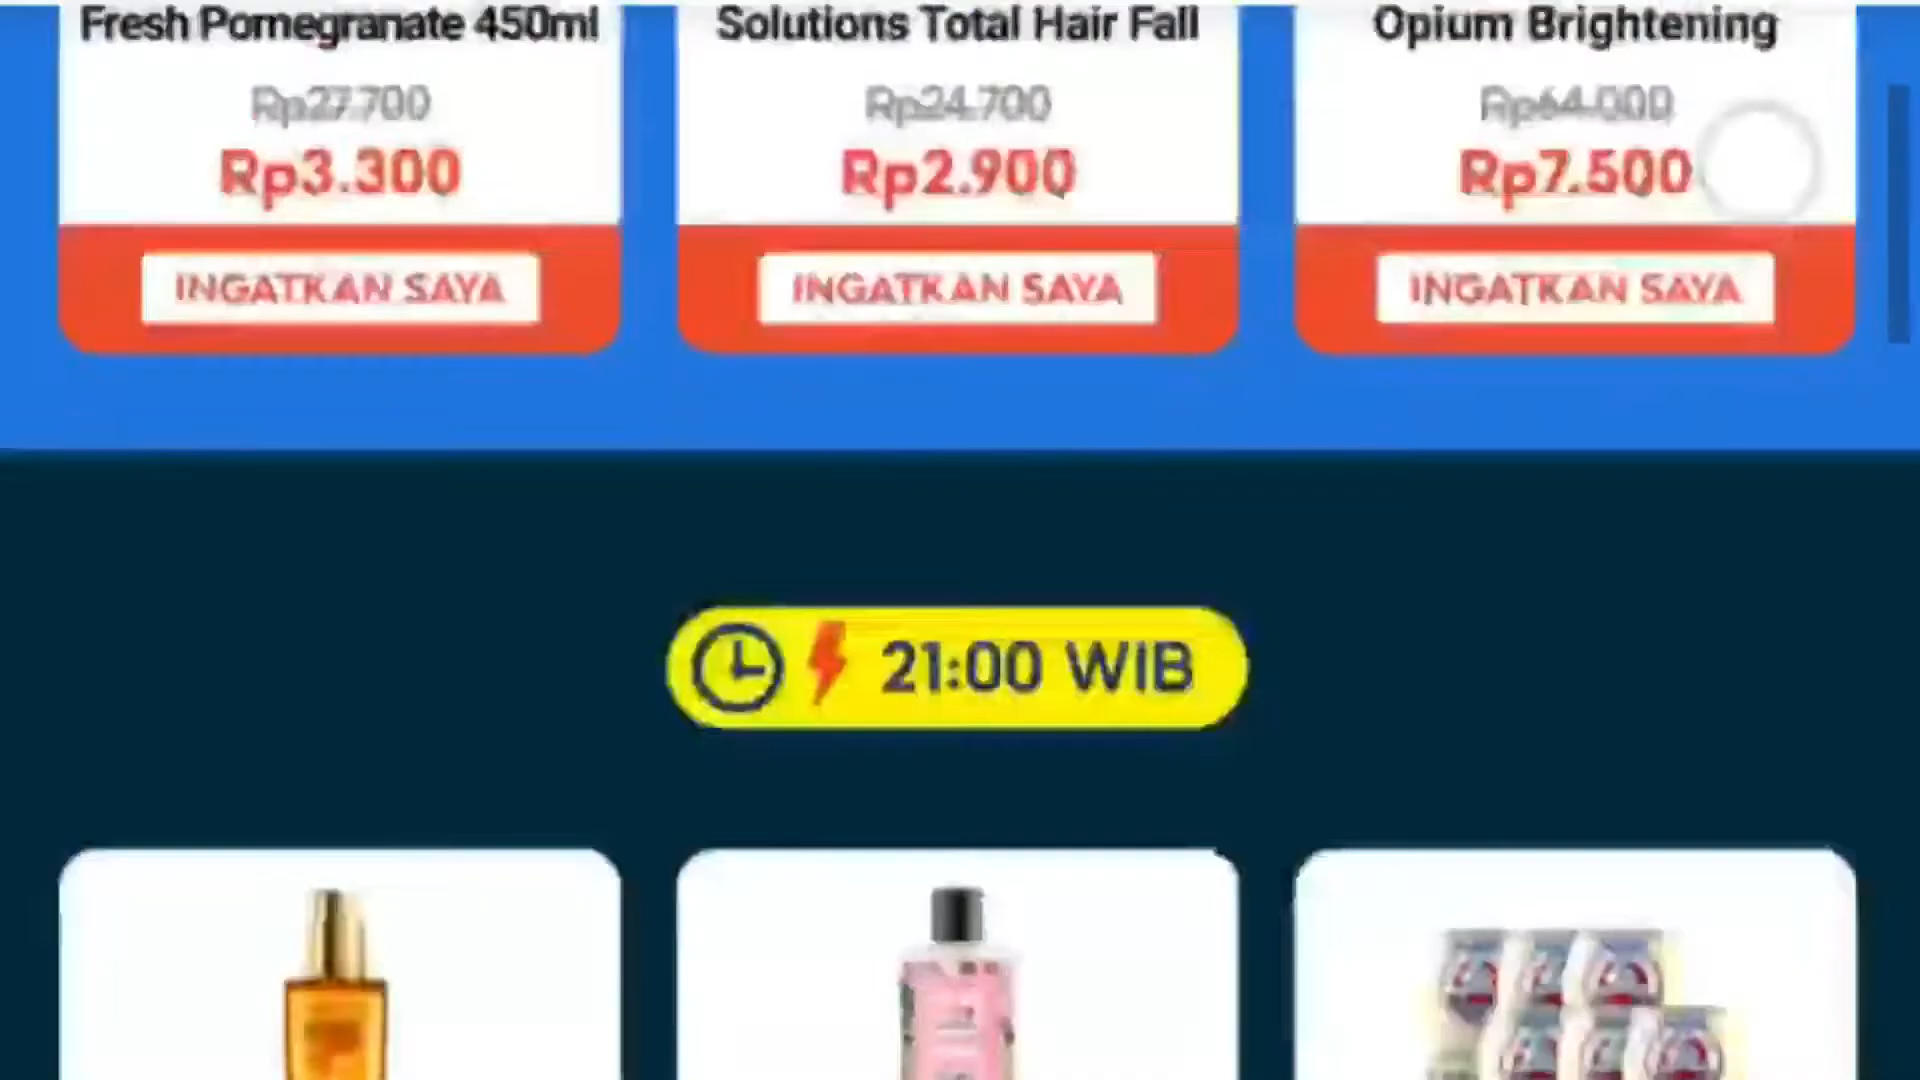 Fresh Pomegranate 450ml
Rp27.700
Rp3.300
INGATKAN SAYA
Solutions Total Hair Fall
Rp24.700
Rp2.900
INGATKAN SAYA
Opium Brightening
Rp64.000
Rp7.500
INGATKAN SAYA
21:00 WIB